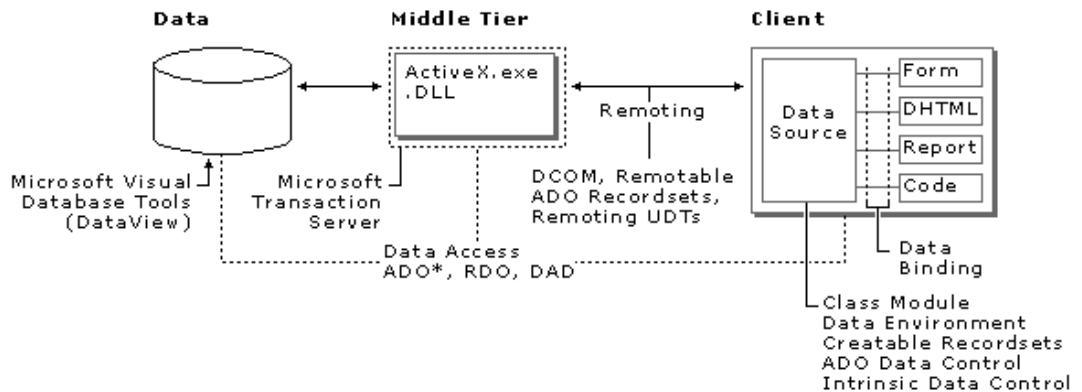 Data
Middle Tier
Client
ActiveX.exe
.DLL
Remoting
Data
Source
Form
DHTML
Report
Code
Microsoft Visual
Database Tools
(DataView)
Microsoft
Transaction
Server
DCOM, Remotable
ADO Recordsets,
Remoting UDTs
Data Access
ADO*, RDO, DAD
Data
Binding
Class Module
Data Environment
Creatable Recordsets
ADO Data Control
Intrinsic Data Control